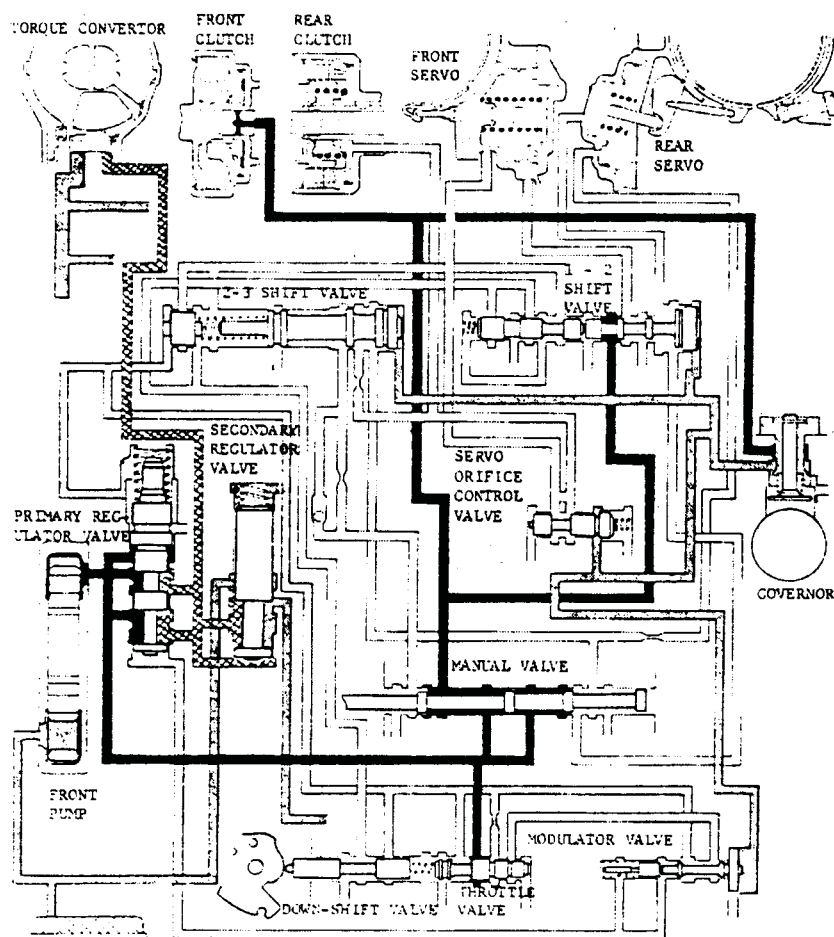 TORQUE CONVERTOR
FRONT
CLUTCH
REAR
CLUTCH
FRONT
SERVO
REAR
SERVO
2-3 SHIFT VALVE
1-2
SHIFT
VALVE
SECONDARY
REGULATOR
VALVE
SERVO
ORIFICE
CONTROL
VALVE
PRIMARY REG-
ULATOR VALVE
GOVERNOR
MANUAL VALVE
FRONT
PUMP
MODULATOR VALVE
DOWN-SHIFT VALVE
THROTTLE
VALVE